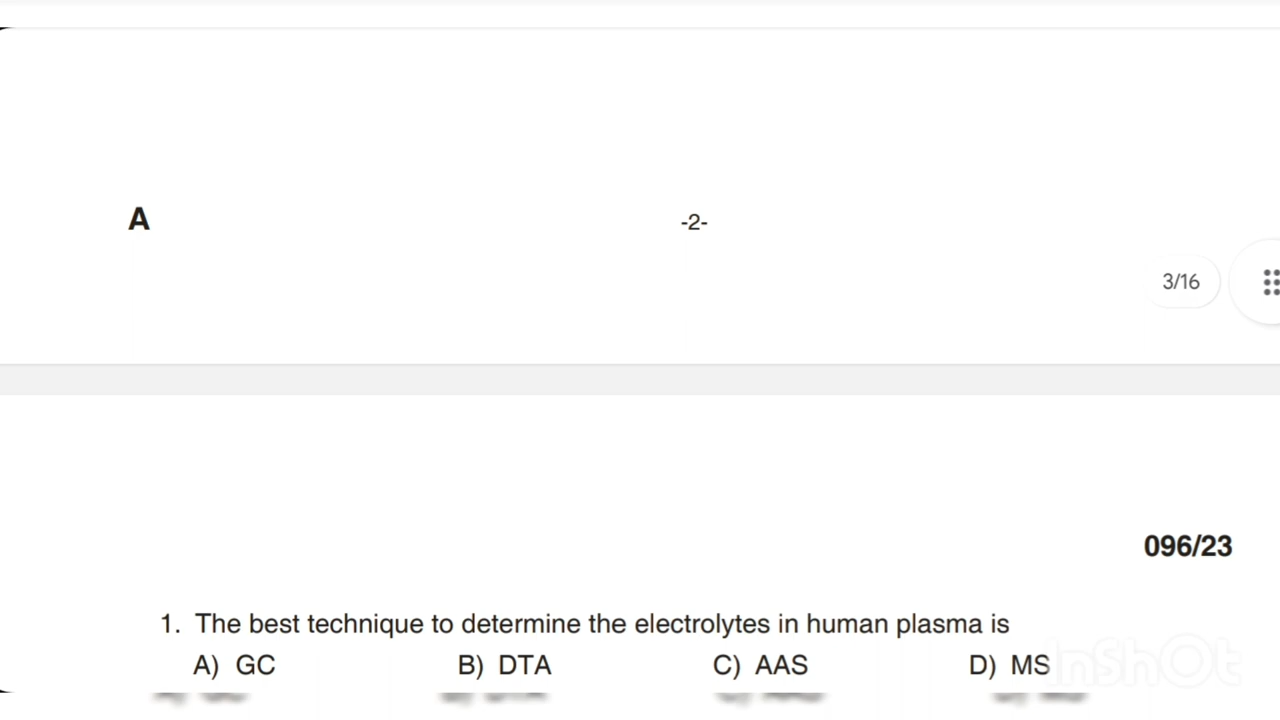 A
-2-
3/16
096/23
1. The best technique to determine the electrolytes in human plasma is
A) GC B) DTA C) AAS D) MS
InShOt